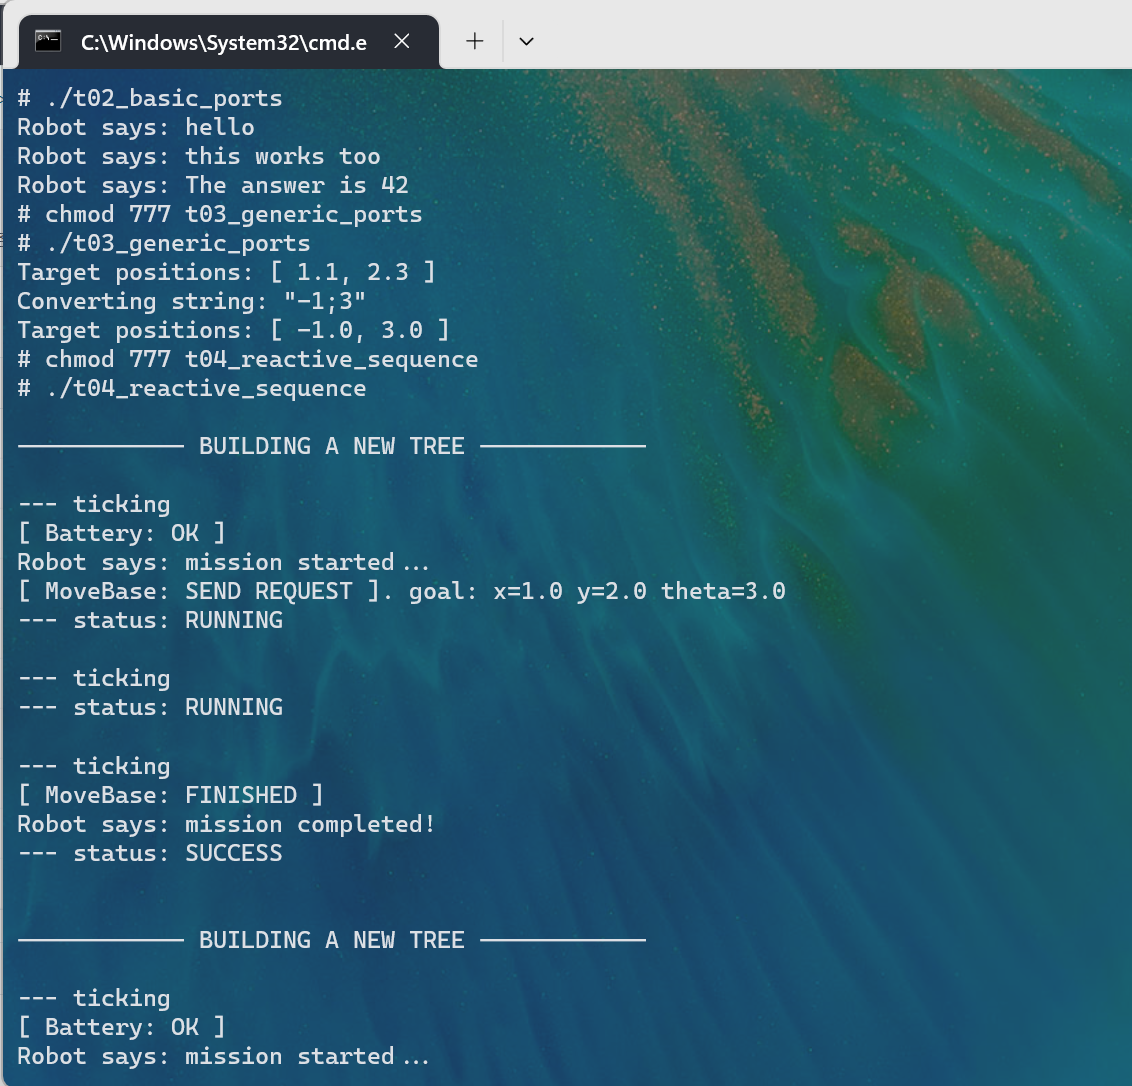 C:\Windows\System32\cmd.e
# ./t02_basic_ports
Robot says: hello
Robot says: this works too
Robot says: The answer is 42
# chmod 777 t03_generic_ports
# ./t03_generic_ports
Target positions: [ 1.1, 2.3 ]
Converting string: "-1;3"
Target positions: [ -1.0, 3.0 ]
# chmod 777 t04_reactive_sequence
# ./t04_reactive_sequence
------------ BUILDING A NEW TREE ------------
--- ticking
[ Battery: OK ]
Robot says: mission started...
[ MoveBase: SEND REQUEST ]. goal: x=1.0 y=2.0 theta=3.0
--- status: RUNNING
--- ticking
--- status: RUNNING
--- ticking
[ MoveBase: FINISHED ]
Robot says: mission completed!
--- status: SUCCESS
------------ BUILDING A NEW TREE ------------
--- ticking
[ Battery: OK ]
Robot says: mission started...